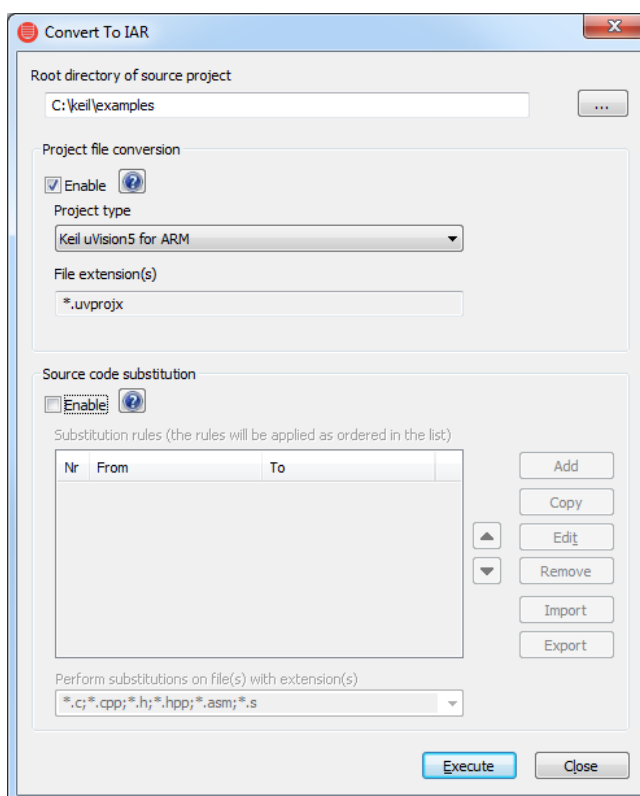 Convert To IAR
Root directory of source project
C:\keil\examples
...
Project file conversion
Enable
Project type
Keil uVision5 for ARM
File extension(s)
*.uvprojx
Source code substitution
Enable
Substitution rules (the rules will be applied as ordered in the list)
Nr From To
Add
Copy
Edit
Remove
Import
Export
Perform substitutions on file(s) with extension(s)
*.c;*.cpp;*.h;*.hpp;*.asm;*.s
Execute Close